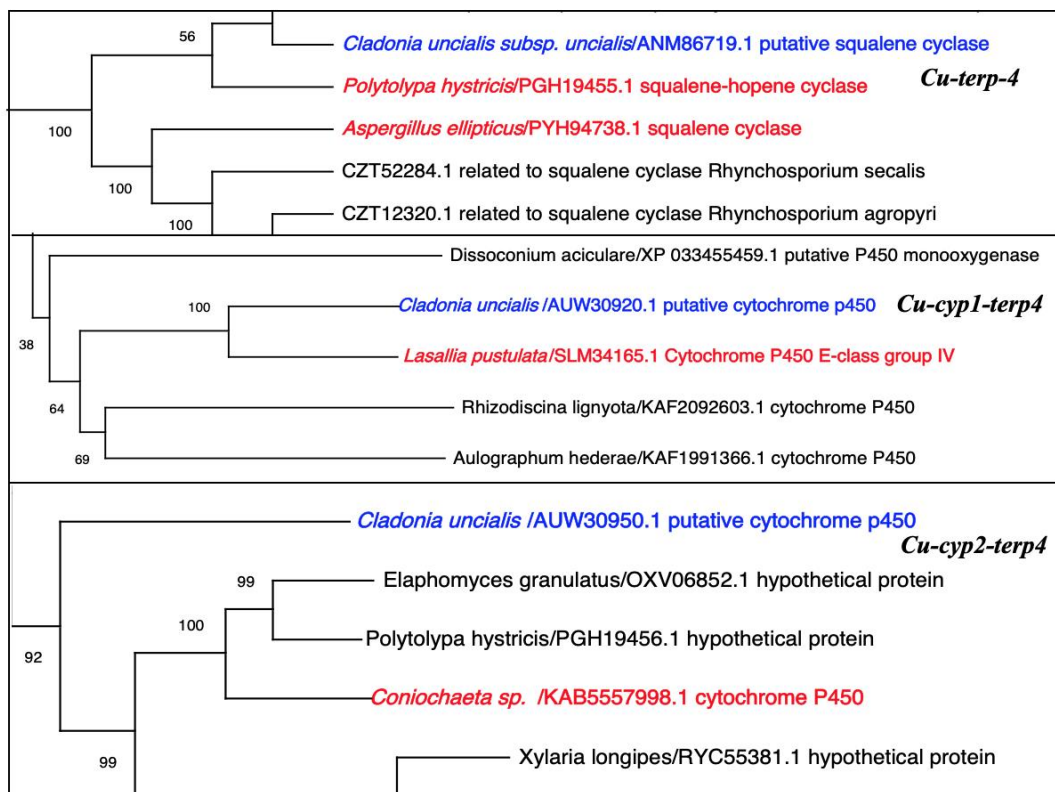 56
Cladonia uncialis subsp. uncialis/ANM86719.1 putative squalene cyclase
Cu-terp-4
Polytolypa hystricis/PGH19455.1 squalene-hopene cyclase
100
Aspergillus ellipticus/PYH94738.1 squalene cyclase
CZT52284.1 related to squalene cyclase Rhynchosporium secalis
100
CZT12320.1 related to squalene cyclase Rhynchosporium agropyri
100
Dissoconium aciculare/XP 033455459.1 putative P450 monooxygenase
100
Cladonia uncialis /AUW30920.1 putative cytochrome p450
Cu-cyp1-terp4
38
Lasallia pustulata/SLM34165.1 Cytochrome P450 E-class group IV
64
Rhizodiscina lignyota/KAF2092603.1 cytochrome P450
69
Aulographum hederae/KAF1991366.1 cytochrome P450
Cladonia uncialis /AUW30950.1 putative cytochrome p450
Cu-cyp2-terp4
99
Elaphomyces granulatus/OXV06852.1 hypothetical protein
100
Polytolypa hystricis/PGH19456.1 hypothetical protein
92
Coniochaeta sp. /KAB5557998.1 cytochrome P450
99
Xylaria longipes/RYC55381.1 hypothetical protein